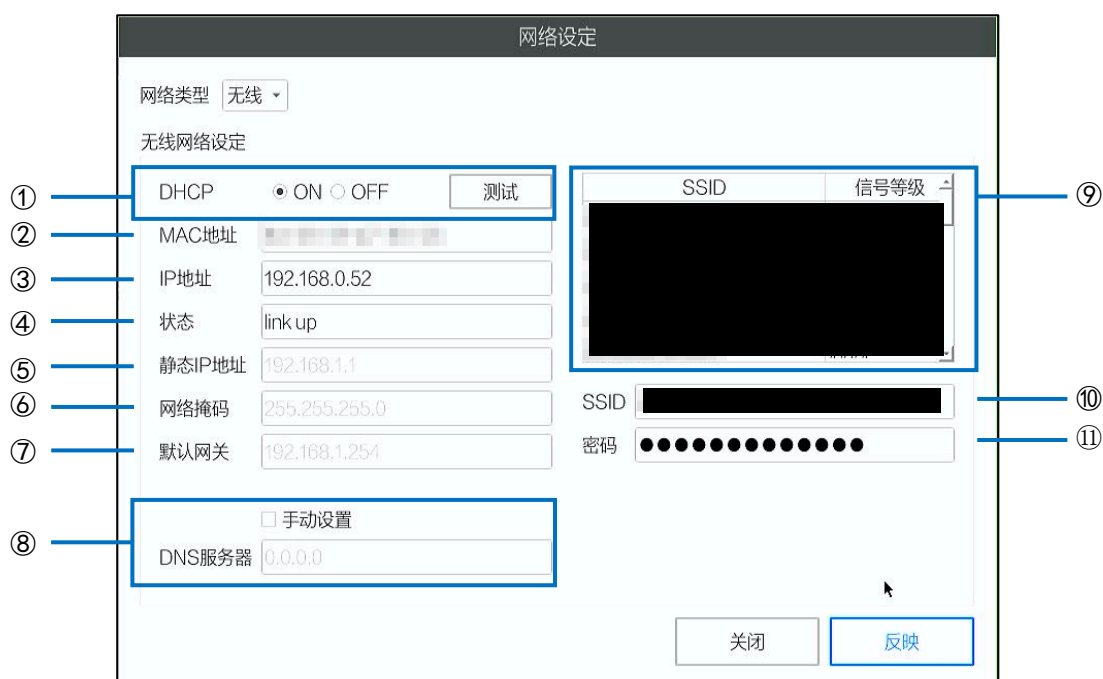 网络设定
网络类型 无线
无线网络设定
① DHCP ON OFF 测试
② MAC地址
③ IP地址 192.168.0.52
④ 状态 link up
⑤ 静态IP地址 192.168.1.1
⑥ 网络掩码 255.255.255.0
⑦ 默认网关 192.168.1.254
⑧ 手动设置
DNS服务器 0.0.0.0
SSID 信号等级 ⑨
SSID ⑩
密码 ●●●●●●●●●●●●● ⑪
关闭 反映